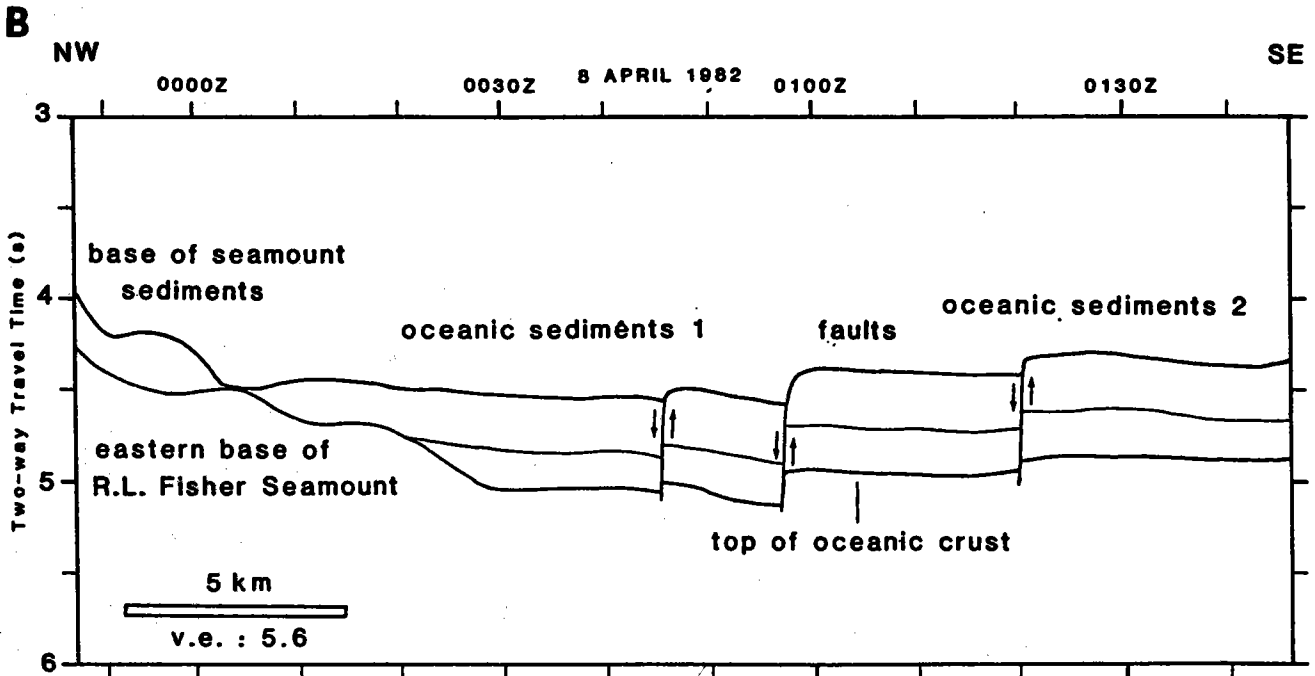 B
NW
SE
8 APRIL 1982
0000Z 0030Z 0100Z 0130Z
3
4
5
6
Two-way Travel Time (s)
base of seamount
sediments
oceanic sediments 1
faults
oceanic sediments 2
eastern base of
R.L. Fisher Seamount
top of oceanic crust
5 km
v.e. : 5.6